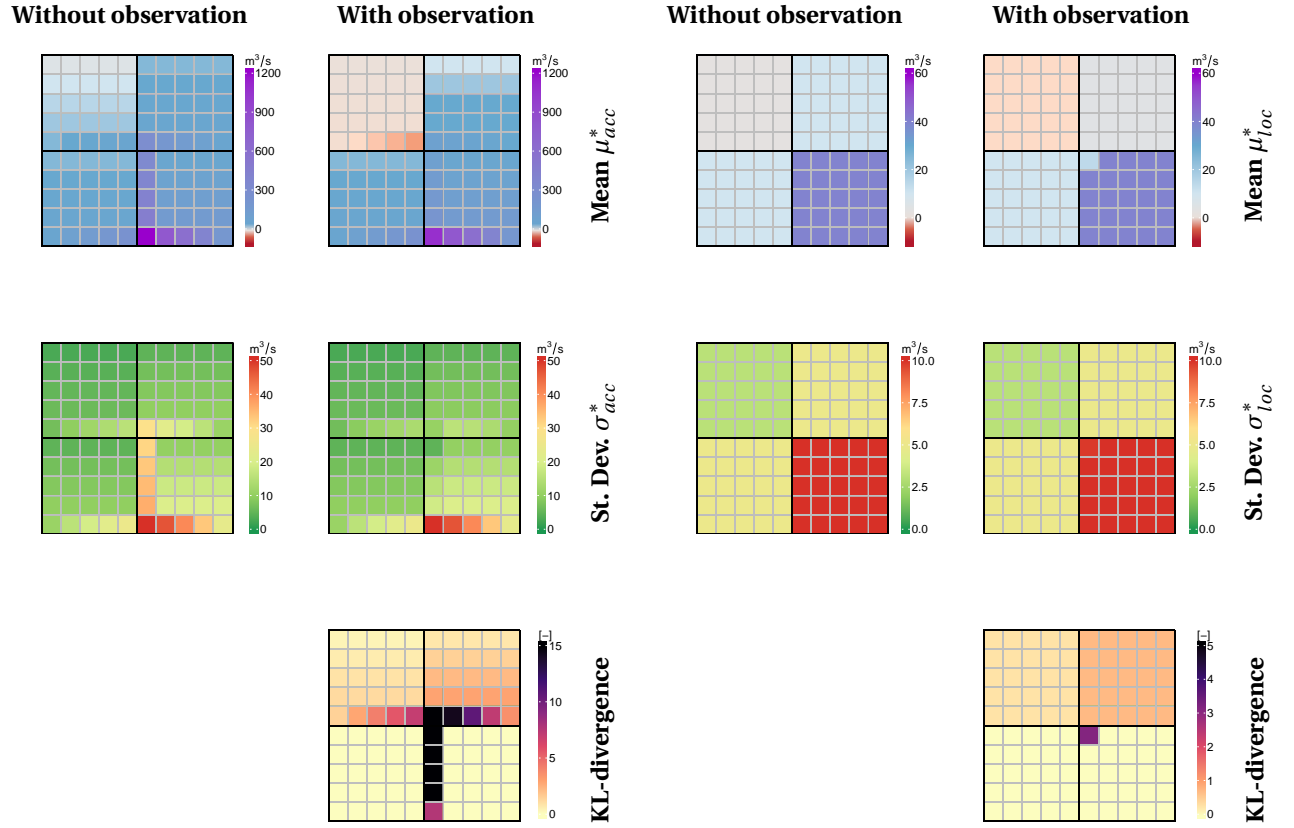 Without observation
With observation
Without observation
With observation
m³/s
1200
900
600
300
0
m³/s
1200
900
600
300
0
Mean μ*acc
m³/s
60
40
20
0
m³/s
60
40
20
0
Mean μ*loc
m³/s
50
40
30
20
10
0
m³/s
50
40
30
20
10
0
St. Dev. σ*acc
m³/s
10.0
7.5
5.0
2.5
0.0
m³/s
10.0
7.5
5.0
2.5
0.0
St. Dev. σ*loc
[−]
15
10
5
0
KL-divergence
[−]
5
4
3
2
1
0
KL-divergence